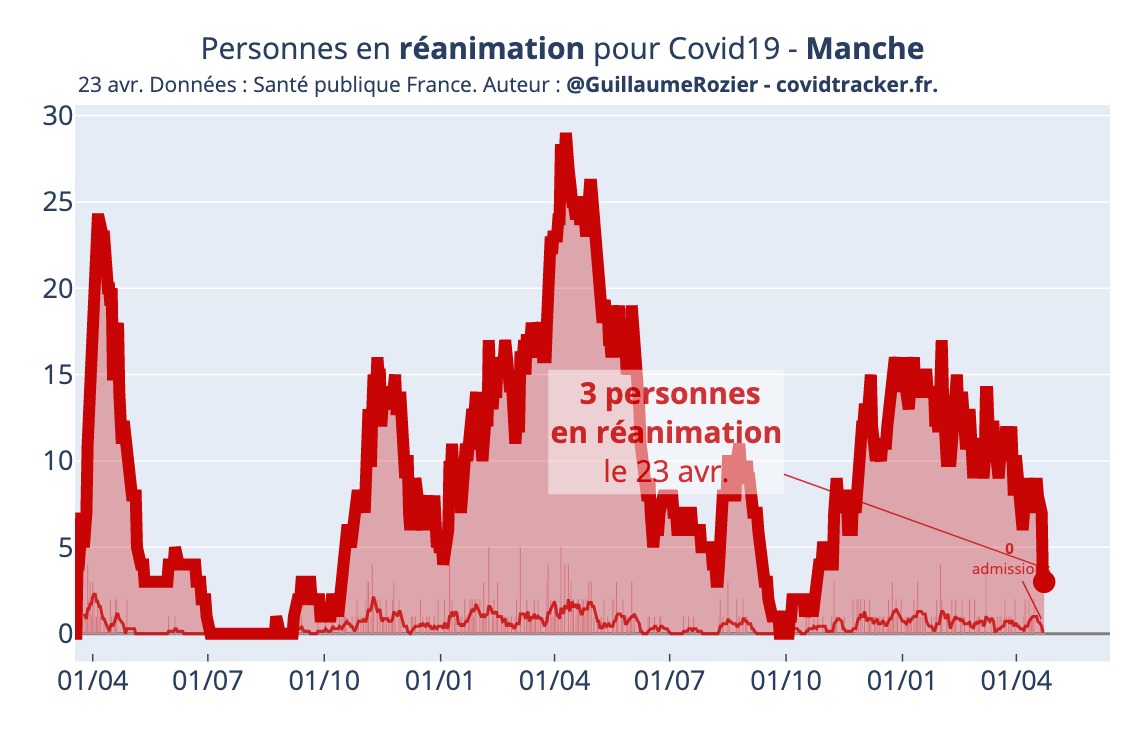 Personnes en réanimation pour Covid19 - Manche
23 avr. Données : Santé publique France. Auteur : @GuillaumeRozier - covidtracker.fr.
30
25
20
15
10
5
0
3 personnes
en réanimation
le 23 avr.
0
01/04 01/07 01/10 01/01 01/04 01/07 01/10 01/01 01/04